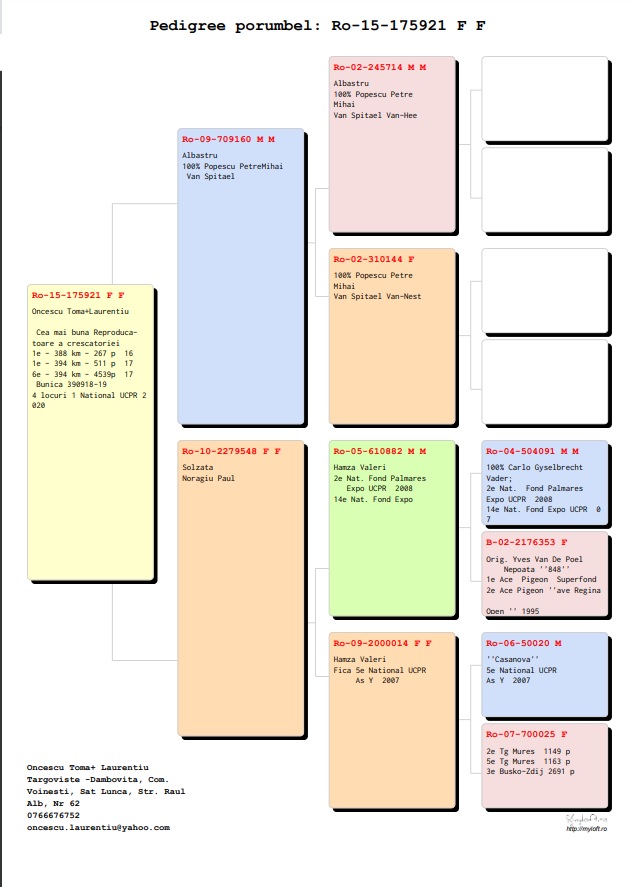 Pedigree porumbel: Ro-15-175921 F F
Ro-15-175921 F F
Oncescu Toma+Laurentiu
Cea mai buna Reproduca-
toare a crescatoriei
1e - 388 km - 267 p  16
1e - 394 km - 511 p  17
6e - 394 km - 4539p  17
Bunica 390918-19
4 locuri 1 National UCPR 2
020
Ro-09-709160 M M
Albastru
100% Popescu PetreMihai
Van Spitael
Ro-10-2279548 F F
Solzata
Noragiu Paul
Ro-02-245714 M M
Albastru
100% Popescu Petre
Mihai
Van Spitael Van-Hee
Ro-02-310144 F
100% Popescu Petre
Mihai
Van Spitael Van-Nest
Ro-05-610882 M M
Hamza Valeri
2e Nat. Fond Palmares
Expo UCPR  2008
14e Nat. Fond Expo
Ro-09-2000014 F F
Hamza Valeri
Fica 5e National UCPR
As Y  2007
Ro-04-504091 M M
100% Carlo Gyselbrecht
Vader;
2e Nat.  Fond Palmares
Expo UCPR  2008
14e Nat. Fond Expo UCPR  0
7
B-02-2176353 F
Orig. Yves Van De Poel
Nepoata ''848''
1e Ace  Pigeon  Superfond
2e Ace Pigeon ''ave Regina
Open '' 1995
Ro-06-50020 M
''Casanova''
5e National UCPR
As Y  2007
Ro-07-700025 F
2e Tg Mures  1149 p
5e Tg Mures  1163 p
3e Busko-Zdij 2691 p
Oncescu Toma+ Laurentiu
Targoviste -Dambovita, Com.
Voinesti, Sat Lunca, Str. Raul
Alb, Nr 62
0766676752
oncescu.laurentiu@yahoo.com
http://myloft.ro